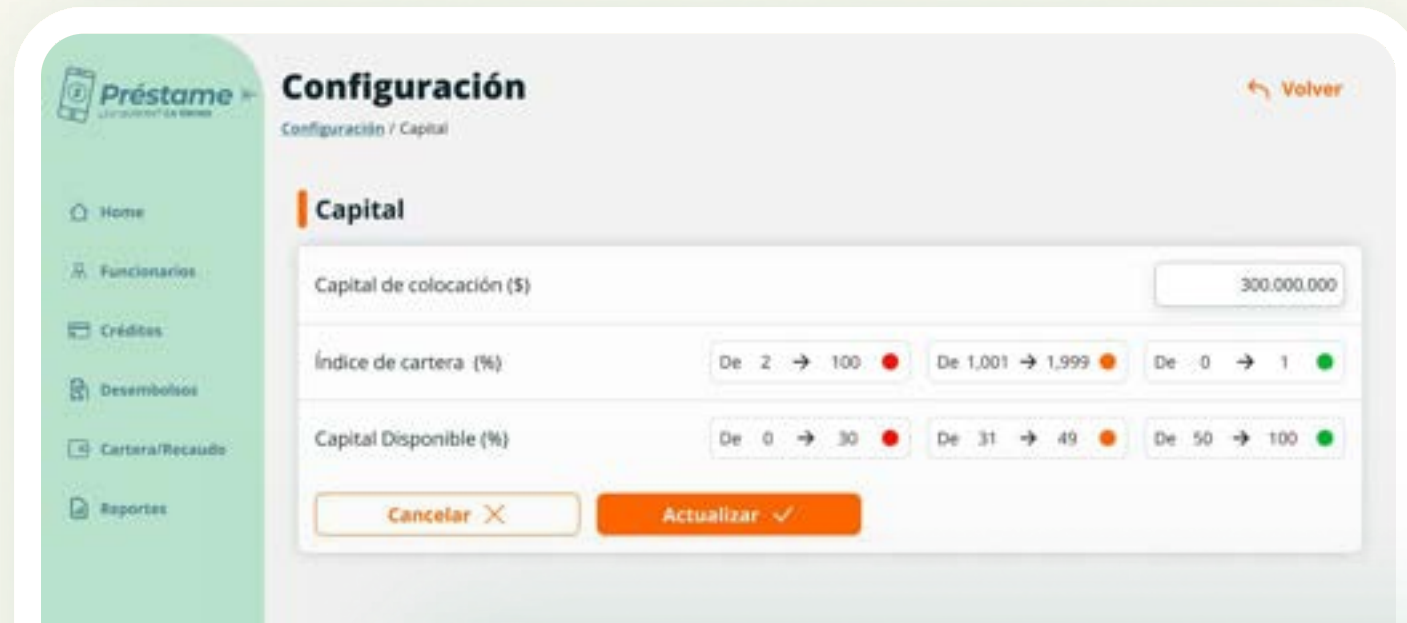 Préstame
Configuración
Volver
Configuración / Capital
Home
Capital
Funcionarios
Capital de colocación ($)
300.000.000
Créditos
Índice de cartera (%)
De 2 → 100
De 1,001 → 1,999
De 0 → 1
Desembolsos
Cartera/Recaudo
Capital Disponible (%)
De 0 → 30
De 31 → 49
De 50 → 100
Reportes
Cancelar
Actualizar